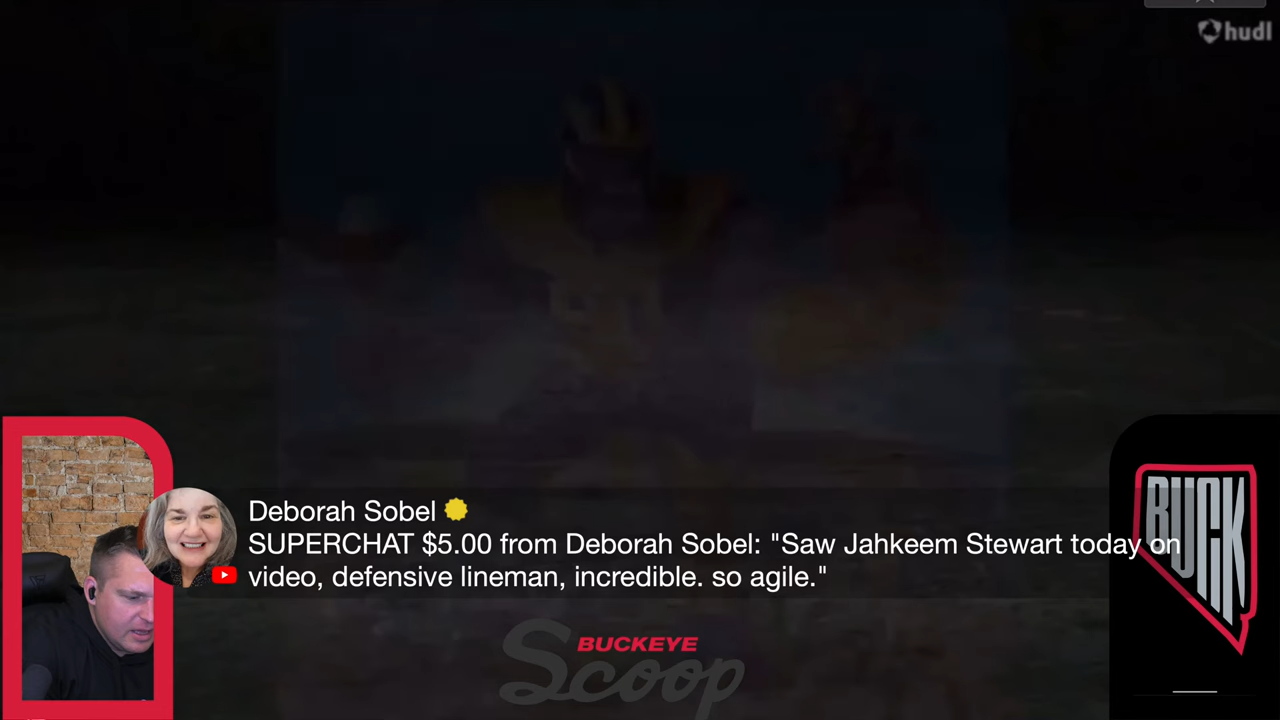 hudl
Deborah Sobel
SUPERCHAT $5.00 from Deborah Sobel: "Saw Jahkeem Stewart today on
video, defensive lineman, incredible. so agile."
BUCK
BUCKEYE
Scoop